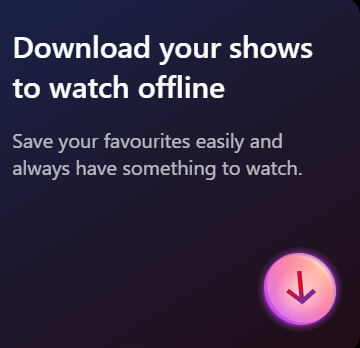 Download your shows
to watch offline
Save your favourites easily and
always have something to watch.